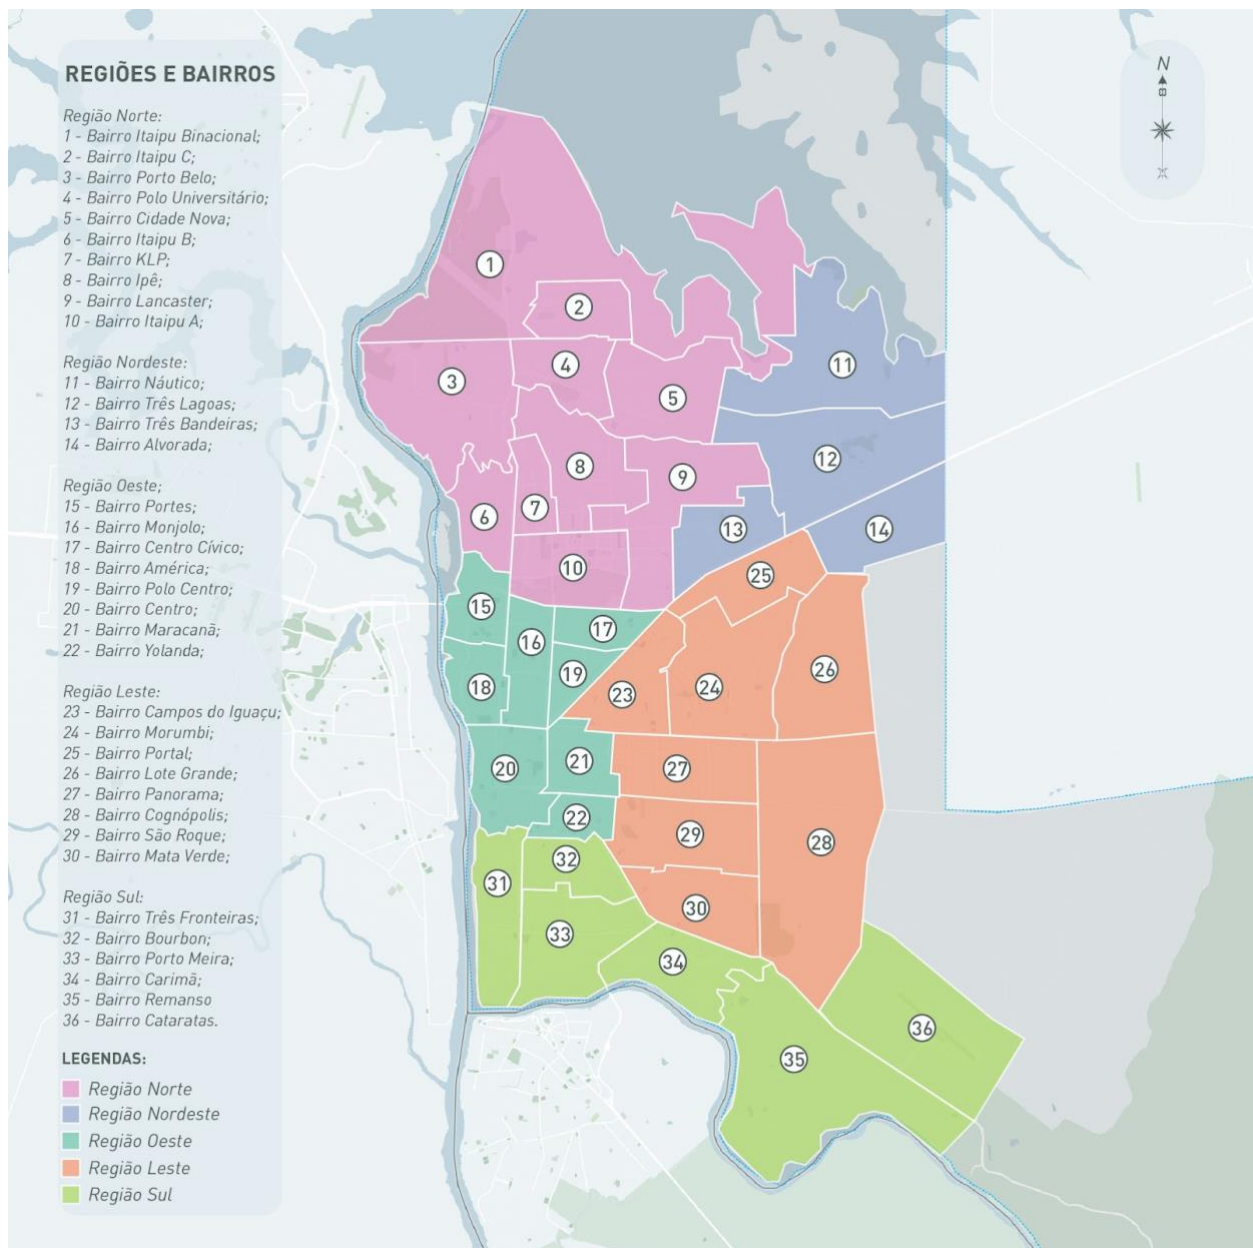 REGIÕES E BAIRROS
Região Norte:
1 - Bairro Itaipu Binacional;
2 - Bairro Itaipu C;
3 - Bairro Porto Belo;
4 - Bairro Polo Universitário;
5 - Bairro Cidade Nova;
6 - Bairro Itaipu B;
7 - Bairro KLP;
8 - Bairro Ipê;
9 - Bairro Lancaster;
10 - Bairro Itaipu A;
Região Nordeste:
11 - Bairro Náutico;
12 - Bairro Três Lagoas;
13 - Bairro Três Bandeiras;
14 - Bairro Alvorada;
Região Oeste;
15 - Bairro Portes;
16 - Bairro Monjolo;
17 - Bairro Centro Cívico;
18 - Bairro América;
19 - Bairro Polo Centro;
20 - Bairro Centro;
21 - Bairro Maracanã;
22 - Bairro Yolanda;
Região Leste:
23 - Bairro Campos do Iguaçu;
24 - Bairro Morumbi;
25 - Bairro Portal;
26 - Bairro Lote Grande;
27 - Bairro Panorama;
28 - Bairro Cognópolis;
29 - Bairro São Roque;
30 - Bairro Mata Verde;
Região Sul:
31 - Bairro Três Fronteiras;
32 - Bairro Bourbon;
33 - Bairro Porto Meira;
34 - Bairro Carimã;
35 - Bairro Remanso
36 - Bairro Cataratas.
LEGENDAS:
Região Norte
Região Nordeste
Região Oeste
Região Leste
Região Sul
N
1
2
4
3
5
11
12
8
9
7
6
13
14
10
25
15
17
16
26
19
18
24
23
21
20
27
22
29
28
32
31
30
33
34
36
35